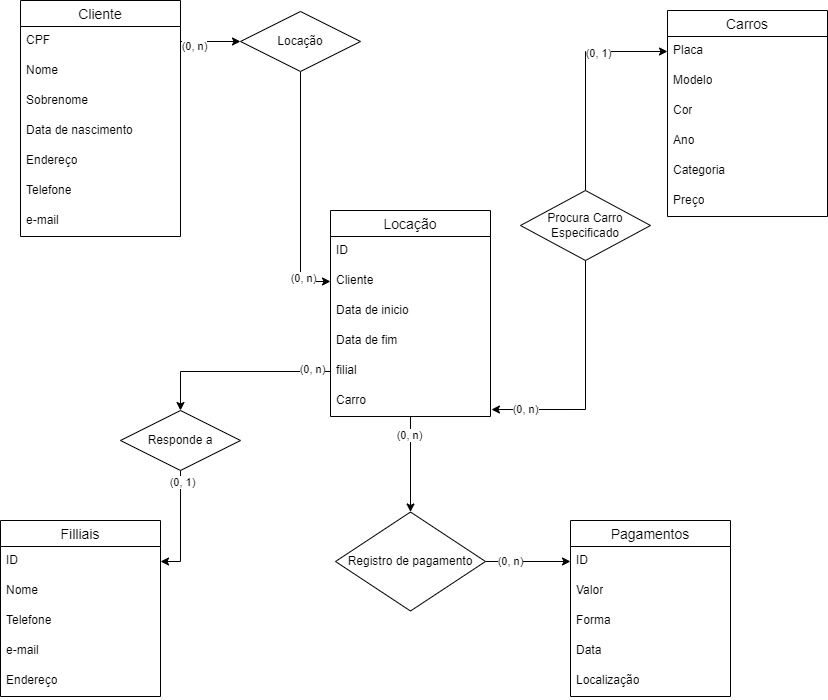 Cliente
CPF
Nome
Sobrenome
Data de nascimento
Endereço
Telefone
e-mail
(0, n)
Locação
(0, n)
Carros
Placa
Modelo
Cor
Ano
Categoria
Preço
(0, 1)
Procura Carro
Especificado
(0, n)
Locação
ID
Cliente
Data de inicio
Data de fim
filial
Carro
(0, n)
Responde a
(0, 1)
Filliais
ID
Nome
Telefone
e-mail
Endereço
(0, n)
Registro de pagamento
(0, n)
Pagamentos
ID
Valor
Forma
Data
Localização